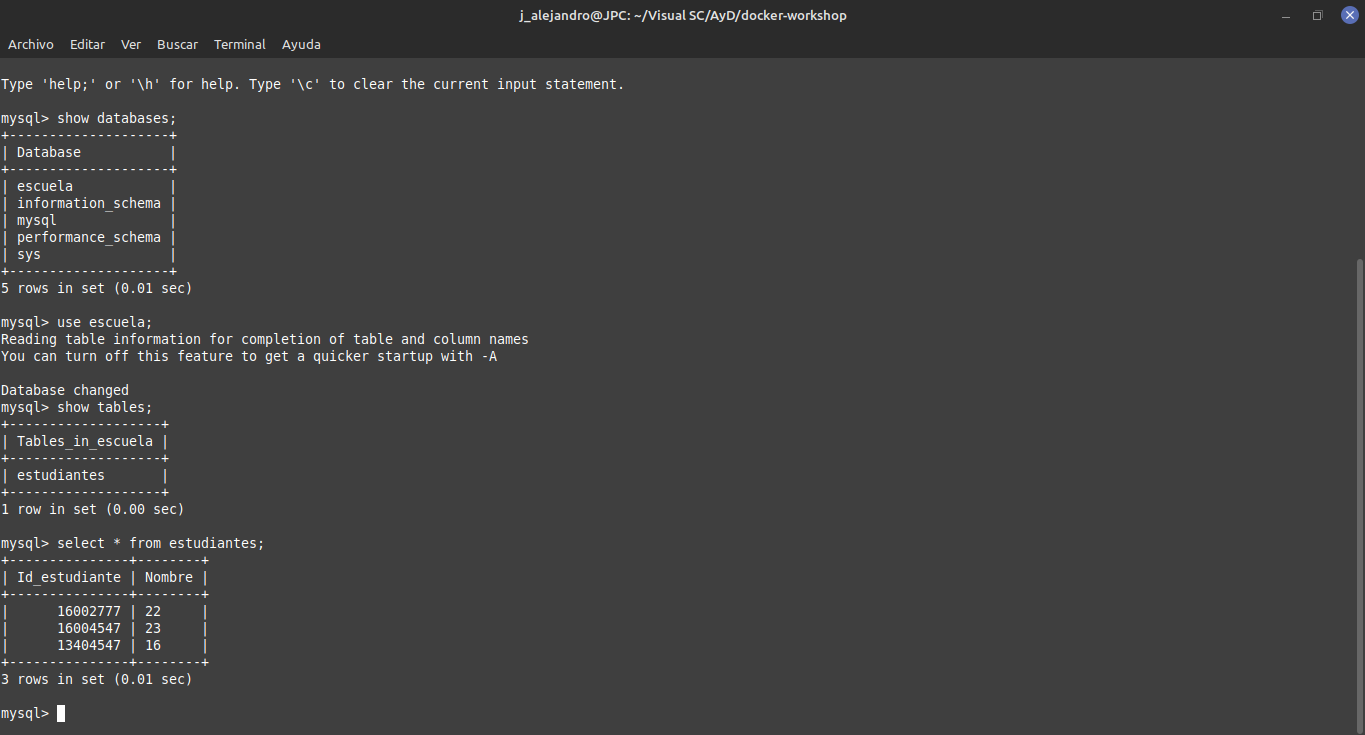 j_alejandro@JPC: ~/Visual SC/AyD/docker-workshop
Archivo Editar Ver Buscar Terminal Ayuda
Type 'help;' or '\h' for help. Type '\c' to clear the current input statement.
mysql> show databases;
+--------------------+
| Database           |
+--------------------+
| escuela            |
| information_schema |
| mysql              |
| performance_schema |
| sys                |
+--------------------+
5 rows in set (0.01 sec)
mysql> use escuela;
Reading table information for completion of table and column names
You can turn off this feature to get a quicker startup with -A
Database changed
mysql> show tables;
+-------------------+
| Tables_in_escuela |
+-------------------+
| estudiantes       |
+-------------------+
1 row in set (0.00 sec)
mysql> select * from estudiantes;
+---------------+--------+
| Id_estudiante | Nombre |
+---------------+--------+
|      16002777 | 22     |
|      16004547 | 23     |
|      13404547 | 16     |
+---------------+--------+
3 rows in set (0.01 sec)
mysql>